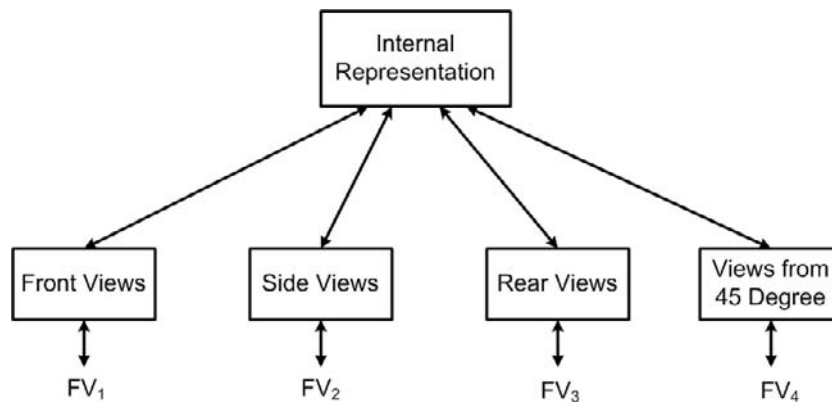 Internal
Representation
Front Views
Side Views
Rear Views
Views from
45 Degree
FV₁
FV₂
FV₃
FV₄